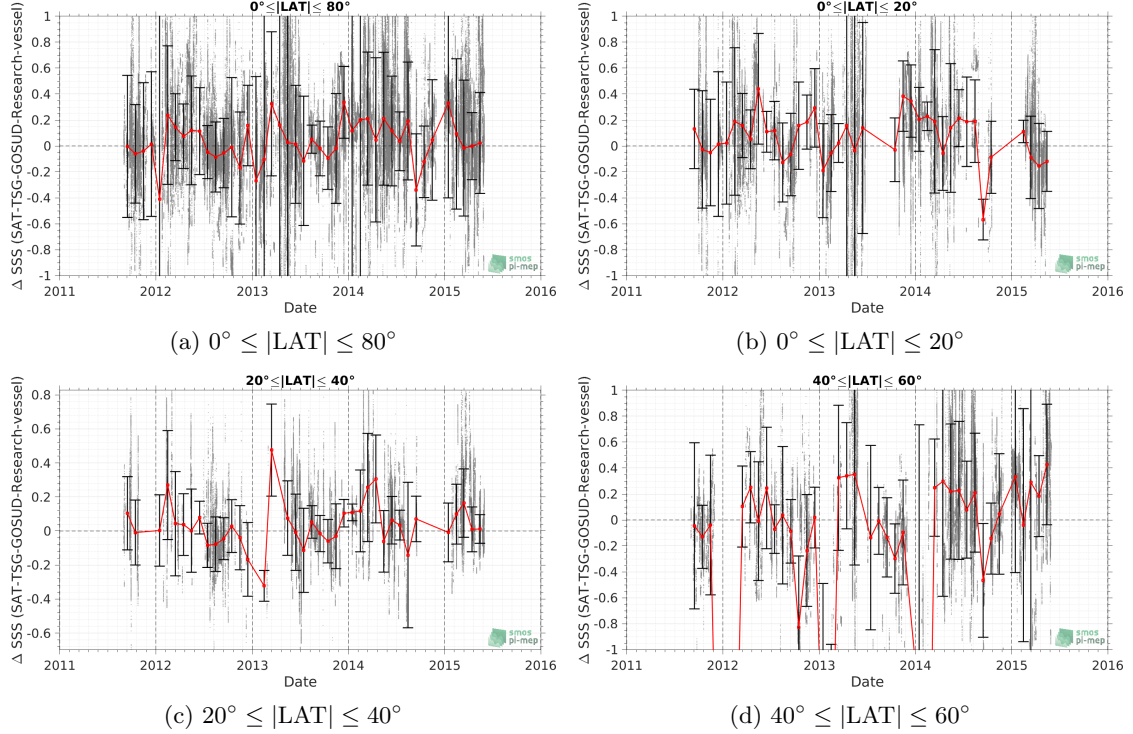 0°≤|LAT|≤ 80°
Δ SSS (SAT-TSG-GOSUD-Research-vessel)
1
0.8
0.6
0.4
0.2
0
-0.2
-0.4
-0.6
-0.8
-1
2011 2012 2013 2014 2015 2016
Date
smos
pi-mep
(a) 0° ≤ |LAT| ≤ 80°
0°≤|LAT|≤ 20°
Δ SSS (SAT-TSG-GOSUD-Research-vessel)
1
0.8
0.6
0.4
0.2
0
-0.2
-0.4
-0.6
-0.8
-1
2011 2012 2013 2014 2015 2016
Date
smos
pi-mep
(b) 0° ≤ |LAT| ≤ 20°
20°≤|LAT|≤ 40°
Δ SSS (SAT-TSG-GOSUD-Research-vessel)
0.8
0.6
0.4
0.2
0
-0.2
-0.4
-0.6
2011 2012 2013 2014 2015 2016
Date
smos
pi-mep
(c) 20° ≤ |LAT| ≤ 40°
40°≤|LAT|≤ 60°
Δ SSS (SAT-TSG-GOSUD-Research-vessel)
1
0.8
0.6
0.4
0.2
0
-0.2
-0.4
-0.6
-0.8
-1
2011 2012 2013 2014 2015 2016
Date
smos
pi-mep
(d) 40° ≤ |LAT| ≤ 60°